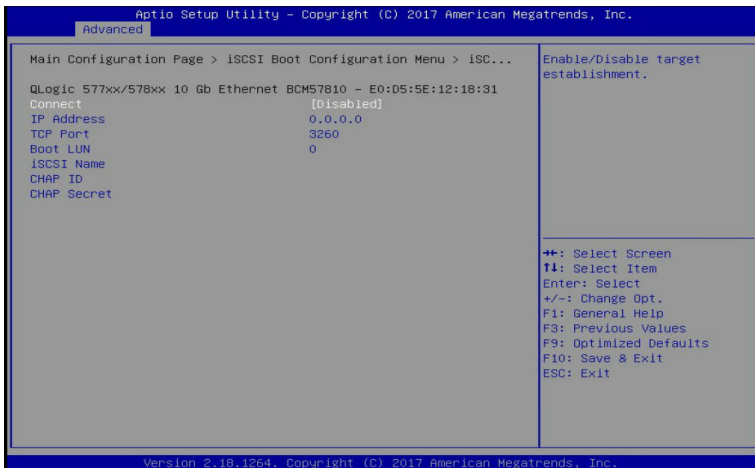 Aptio Setup Utility – Copyright (C) 2017 American Megatrends, Inc.
Advanced
Main Configuration Page > iSCSI Boot Configuration Menu > iSC...
QLogic 577xx/578xx 10 Gb Ethernet BCM57810 – E0:D5:5E:12:18:31
Connect [Disabled]
IP Address 0.0.0.0
TCP Port 3260
Boot LUN 0
iSCSI Name
CHAP ID
CHAP Secret
Enable/Disable target
establishment.
→←: Select Screen
↑↓: Select Item
Enter: Select
+/-: Change Opt.
F1: General Help
F3: Previous Values
F9: Optimized Defaults
F10: Save & Exit
ESC: Exit
Version 2.18.1264. Copyright (C) 2017 American Megatrends, Inc.